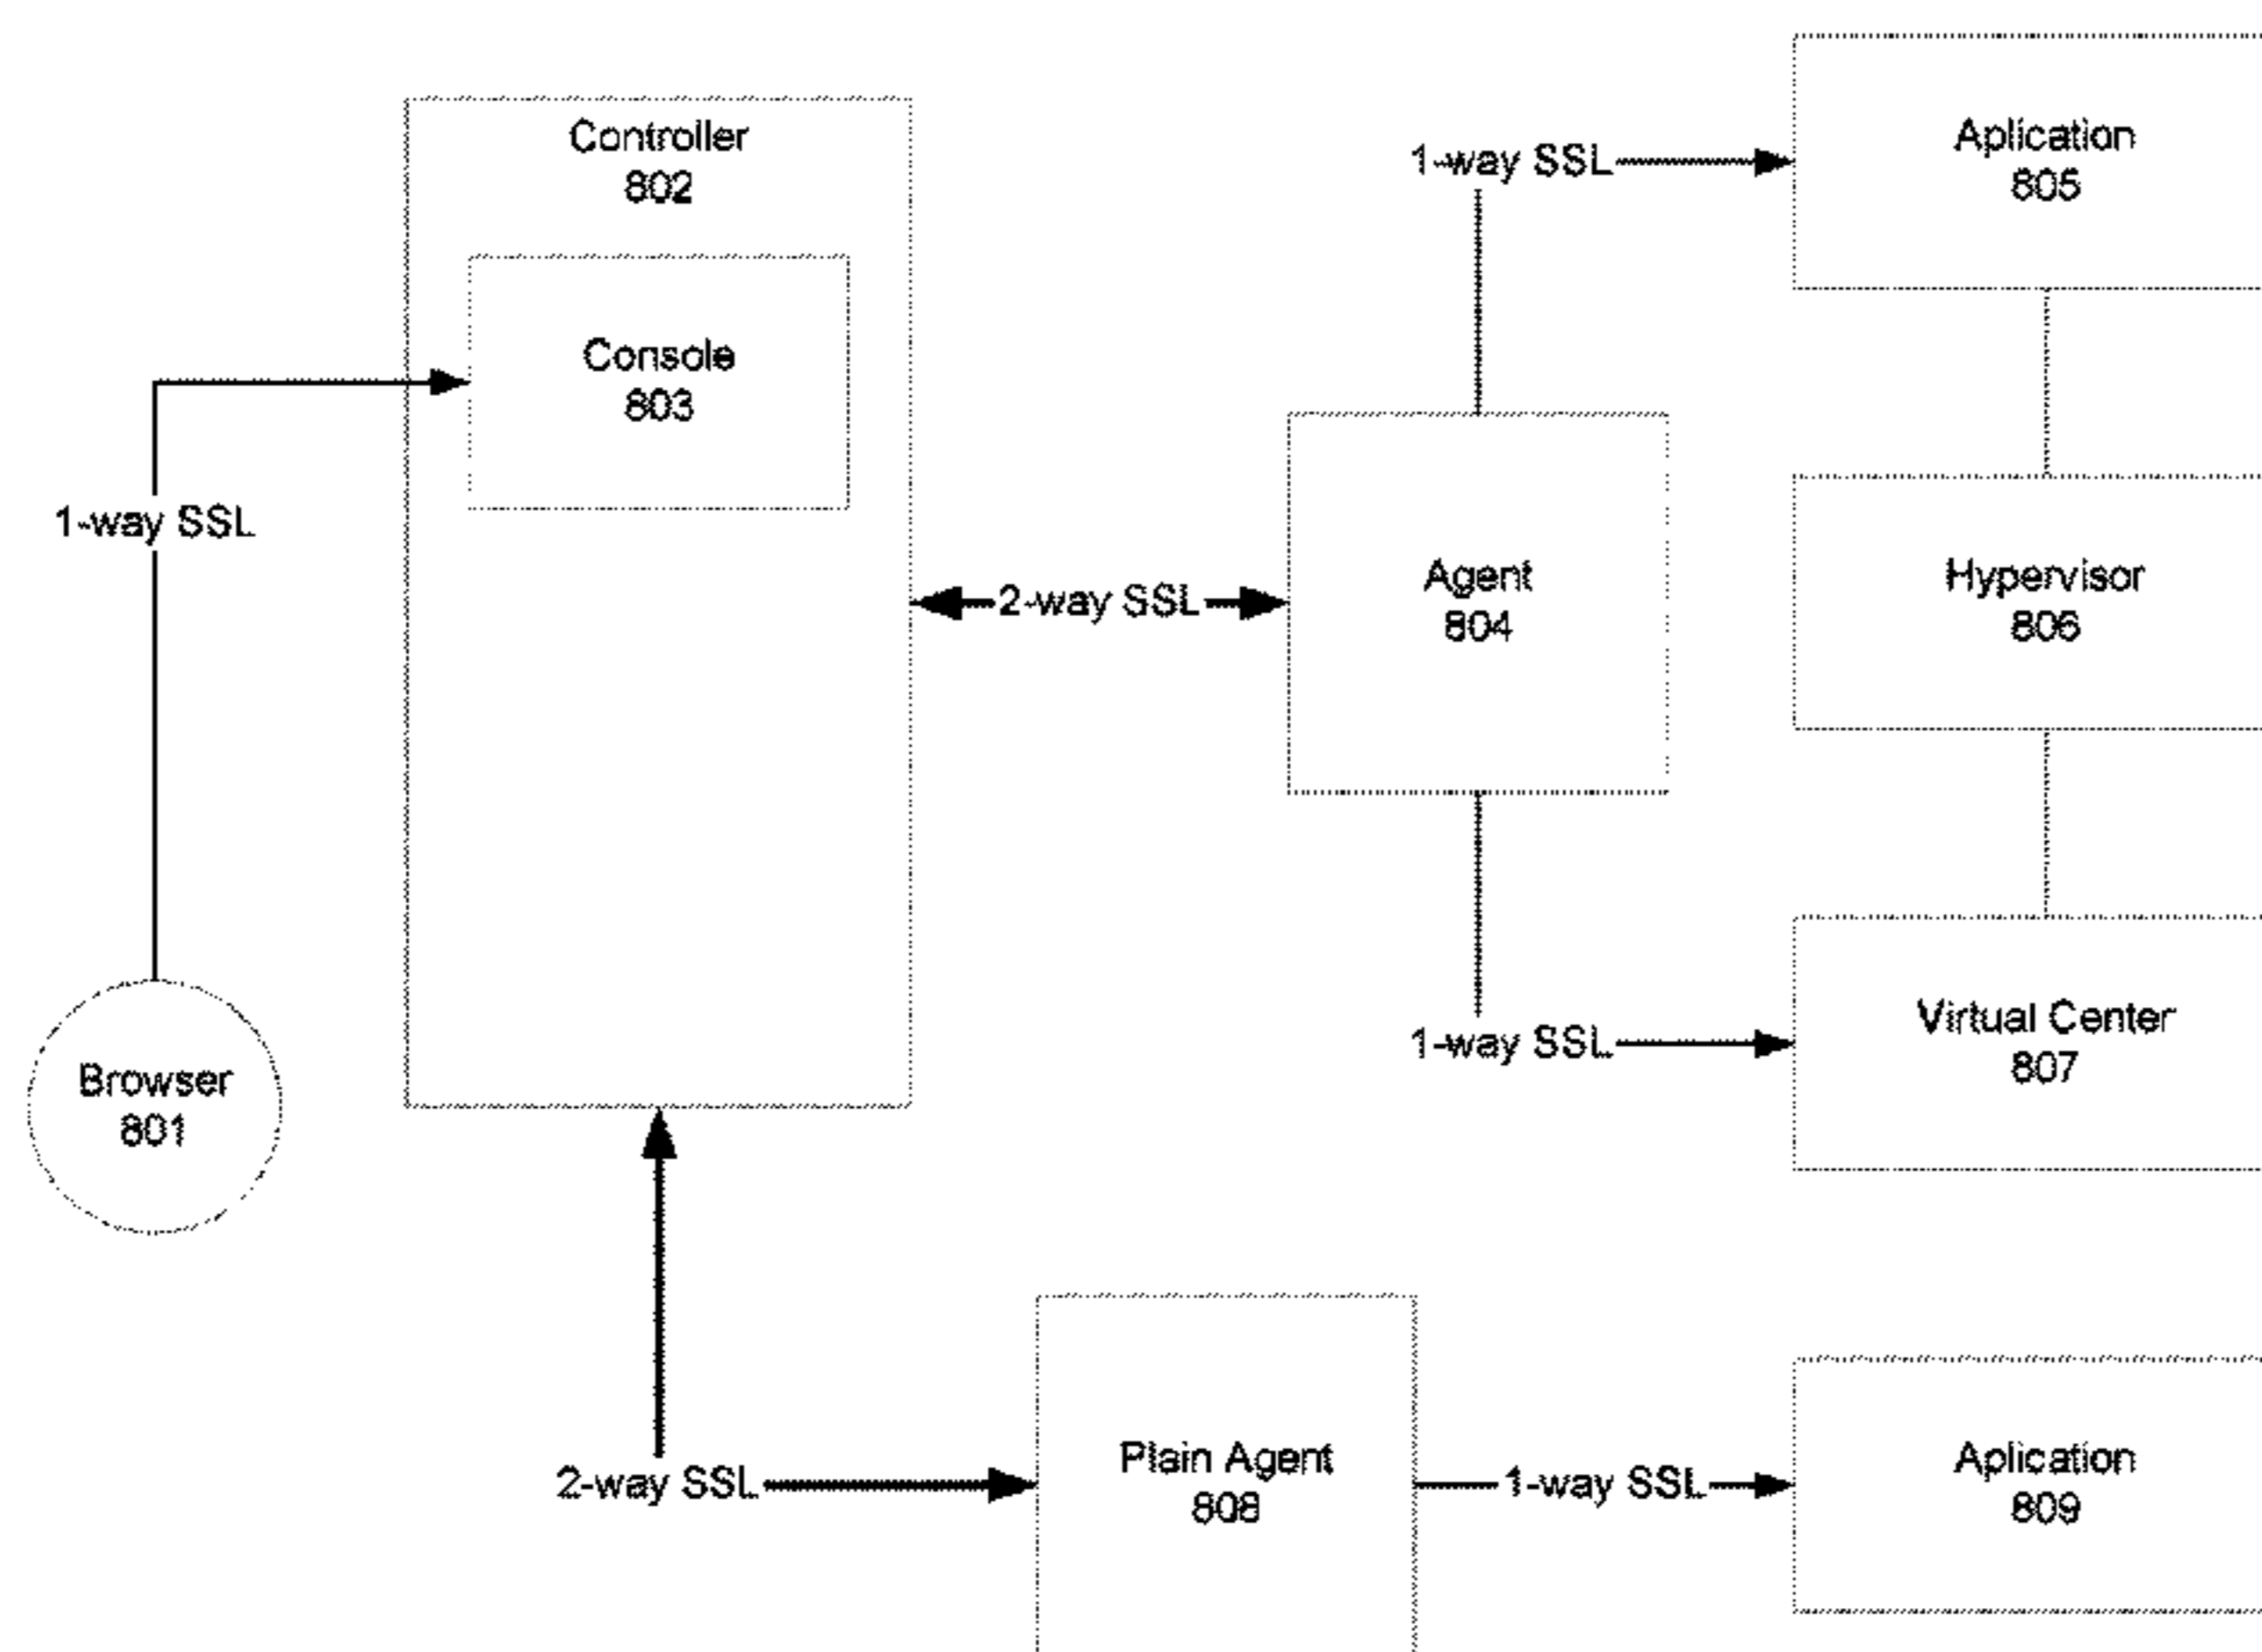 Controller
802
Console
803
1-way SSL
Browser
801
2-way SSL
Agent
804
1-way SSL
Aplication
805
Hypervisor
806
1-way SSL
Virtual Center
807
2-way SSL
Plain Agent
808
1-way SSL
Aplication
809